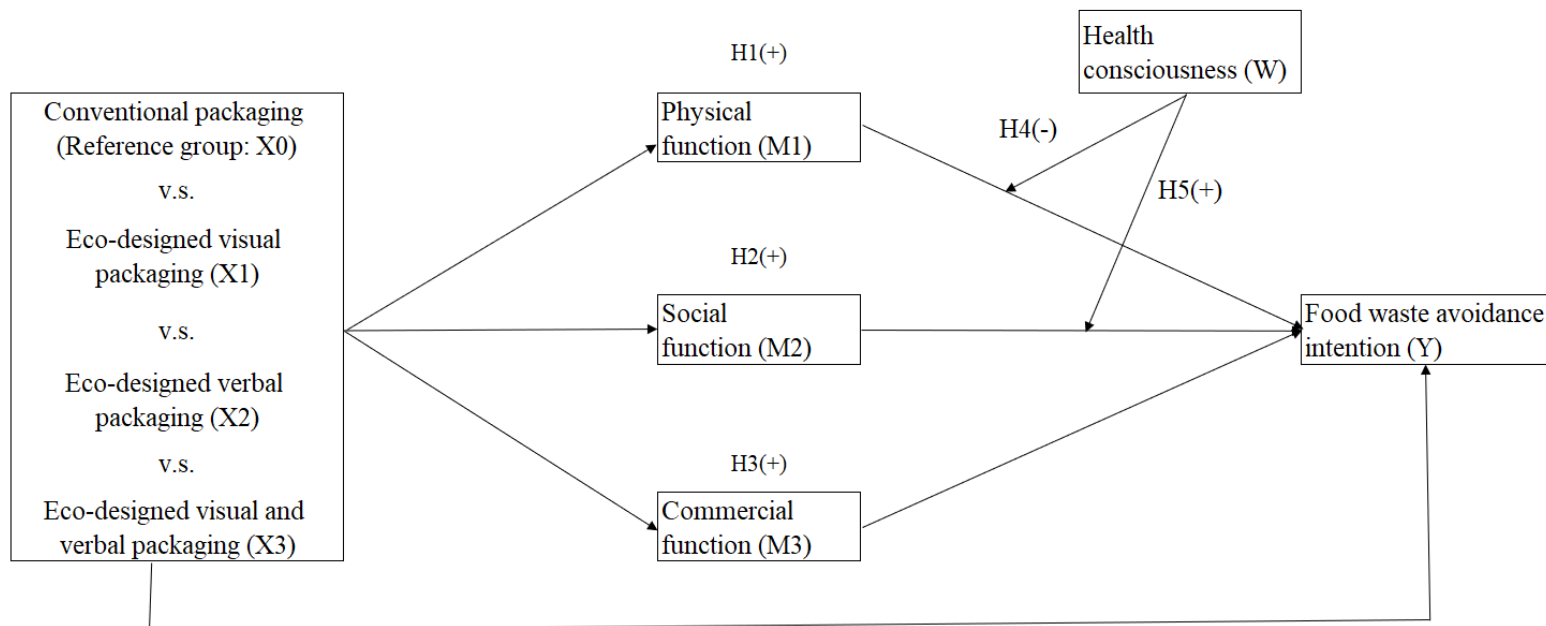 Conventional packaging
(Reference group: X0)
v.s.
Eco-designed visual
packaging (X1)
v.s.
Eco-designed verbal
packaging (X2)
v.s.
Eco-designed visual and
verbal packaging (X3)
H1(+)
Physical
function (M1)
H2(+)
Social
function (M2)
H3(+)
Commercial
function (M3)
Health
consciousness (W)
H4(-)
H5(+)
Food waste avoidance
intention (Y)